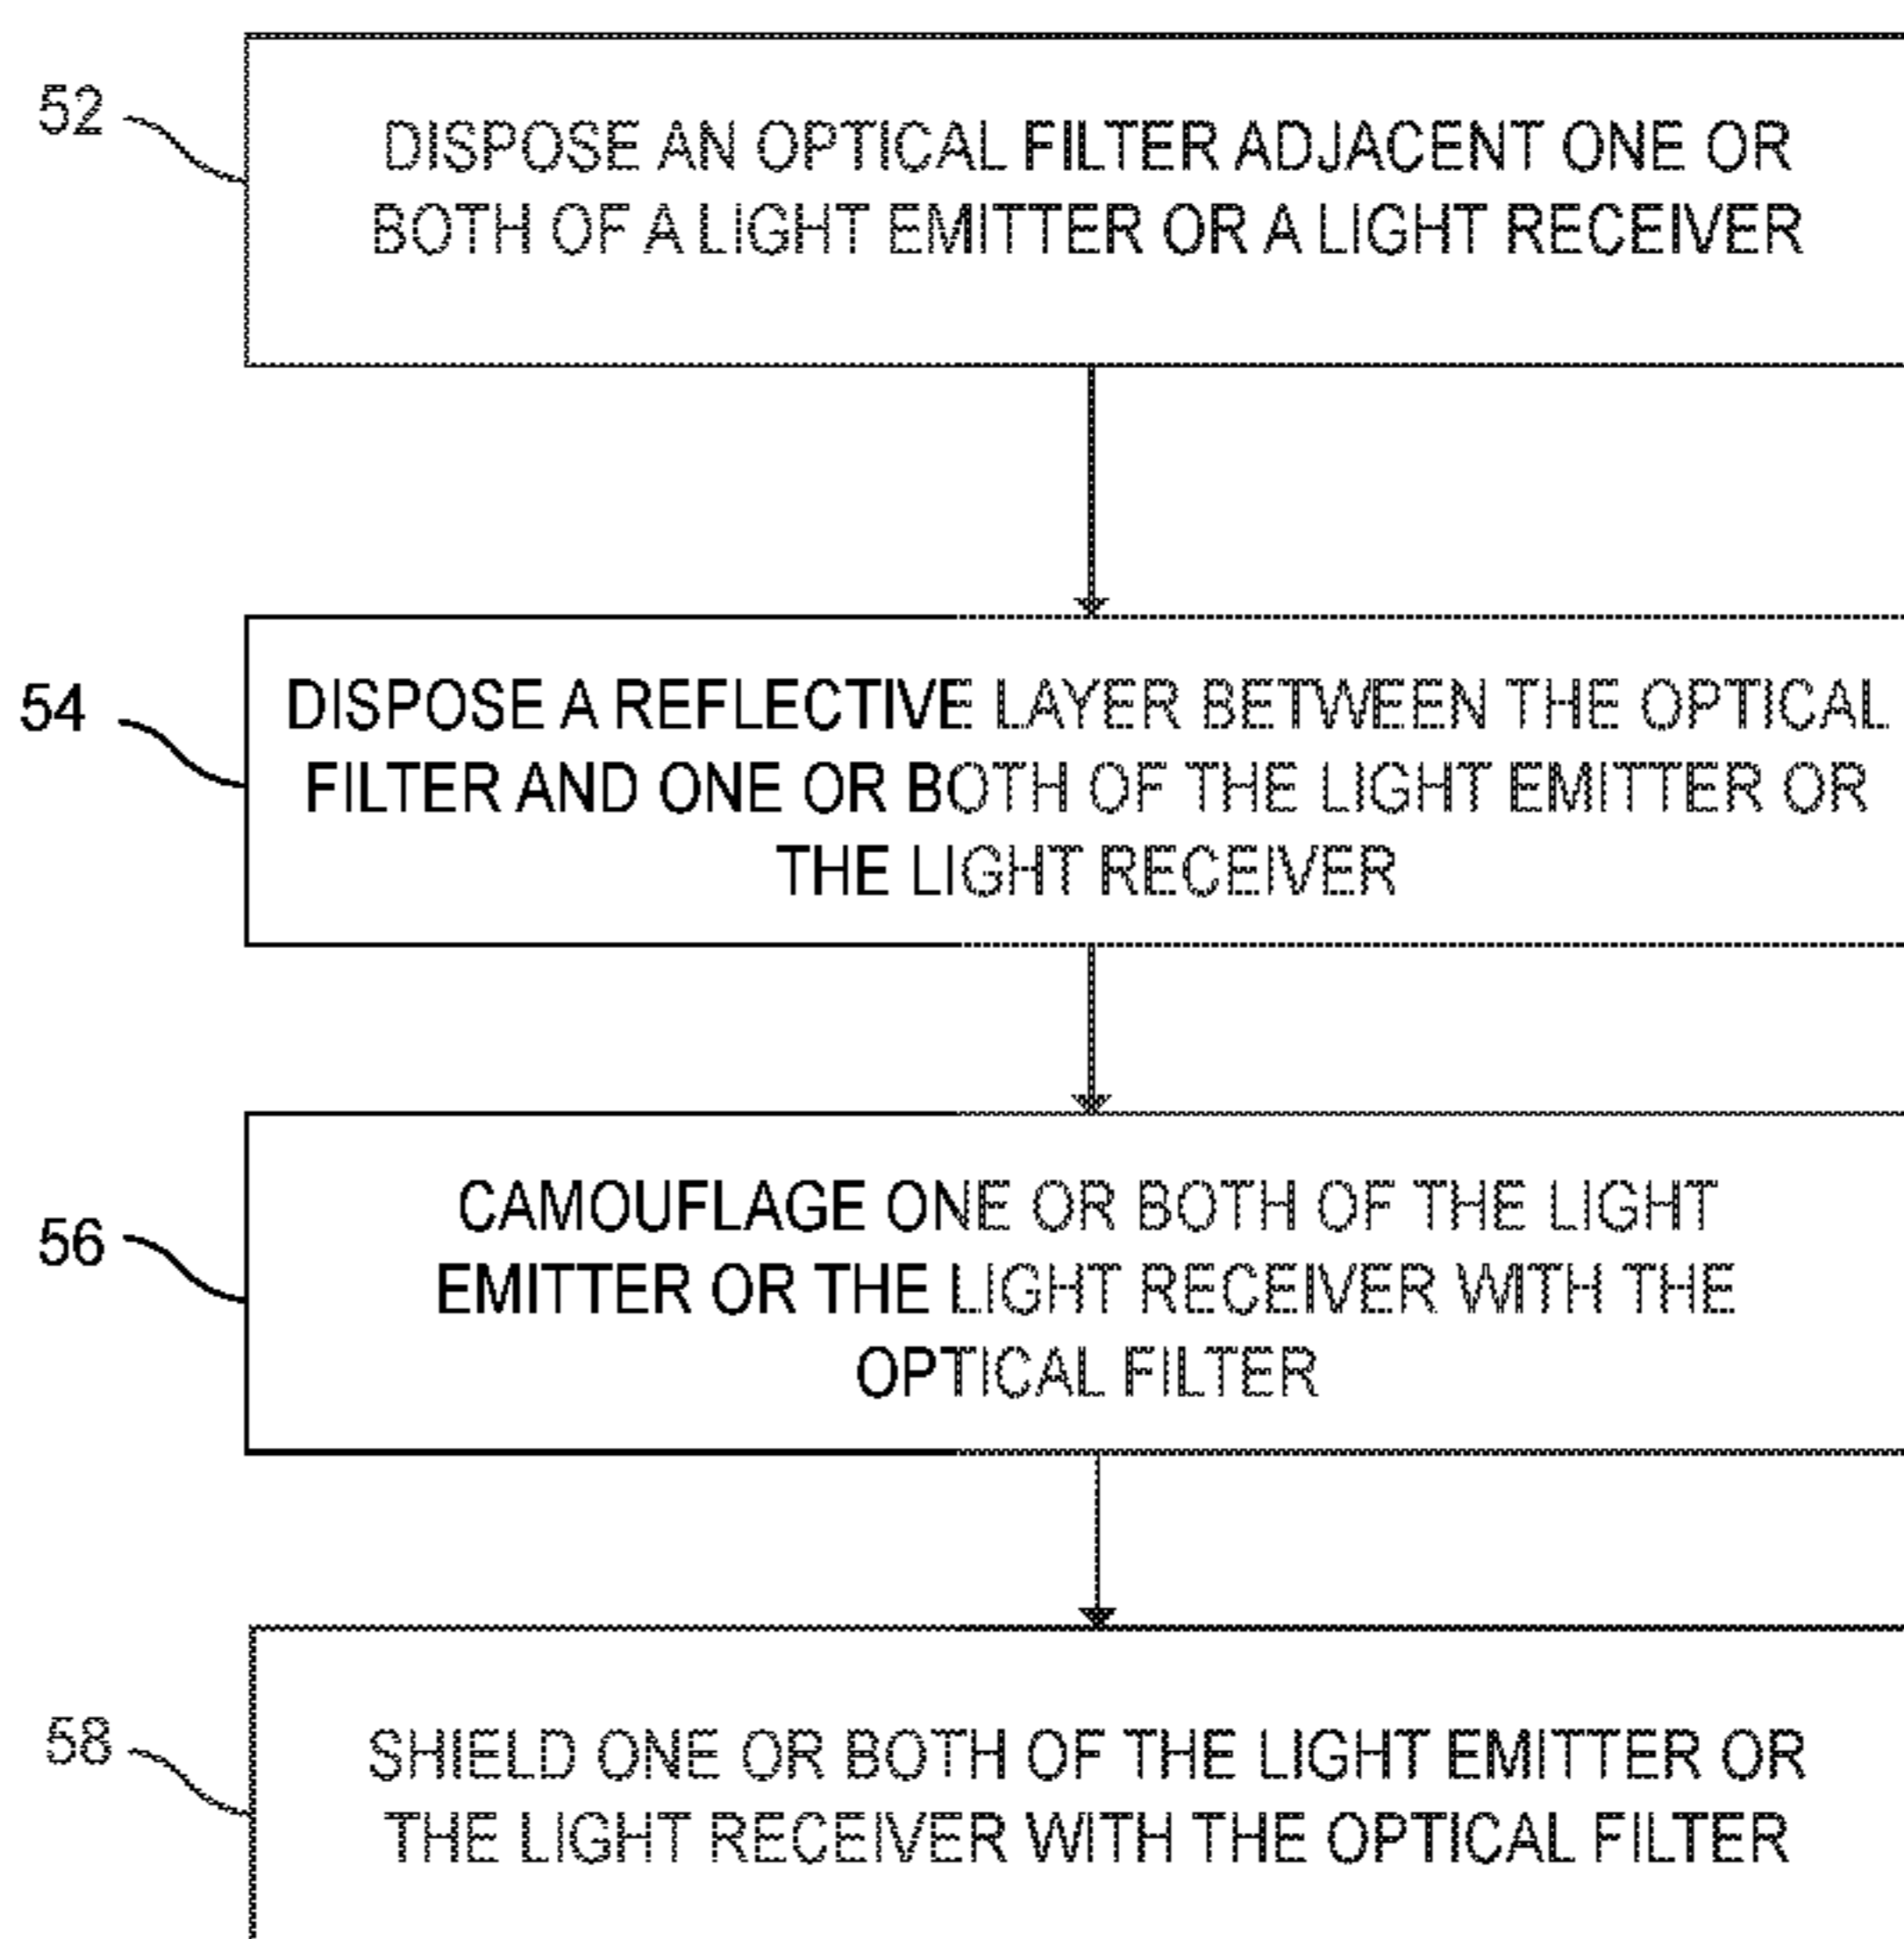 52
DISPOSE AN OPTICAL FILTER ADJACENT ONE OR
BOTH OF A LIGHT EMITTER OR A LIGHT RECEIVER
54
DISPOSE A REFLECTIVE LAYER BETWEEN THE OPTICAL
FILTER AND ONE OR BOTH OF THE LIGHT EMITTER OR
THE LIGHT RECEIVER
56
CAMOUFLAGE ONE OR BOTH OF THE LIGHT
EMITTER OR THE LIGHT RECEIVER WITH THE
OPTICAL FILTER
58
SHIELD ONE OR BOTH OF THE LIGHT EMITTER OR
THE LIGHT RECEIVER WITH THE OPTICAL FILTER